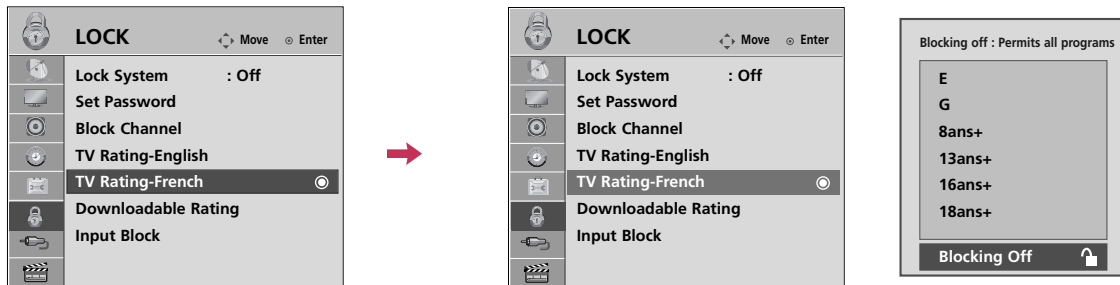 LOCK
Move
Enter
Lock System : Off
Set Password
Block Channel
TV Rating-English
TV Rating-French
Downloadable Rating
Input Block
LOCK
Move
Enter
Lock System : Off
Set Password
Block Channel
TV Rating-English
TV Rating-French
Downloadable Rating
Input Block
Blocking off : Permits all programs
E
G
8ans+
13ans+
16ans+
18ans+
Blocking Off